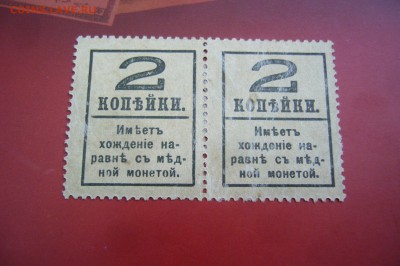 2
КОПѢЙКИ.
Имѣетъ
хожденіе на-
равнѣ съ мѣд-
ной монетой.
2
КОПѢЙКИ.
Имѣетъ
хожденіе на-
равнѣ съ мѣд-
ной монетой.